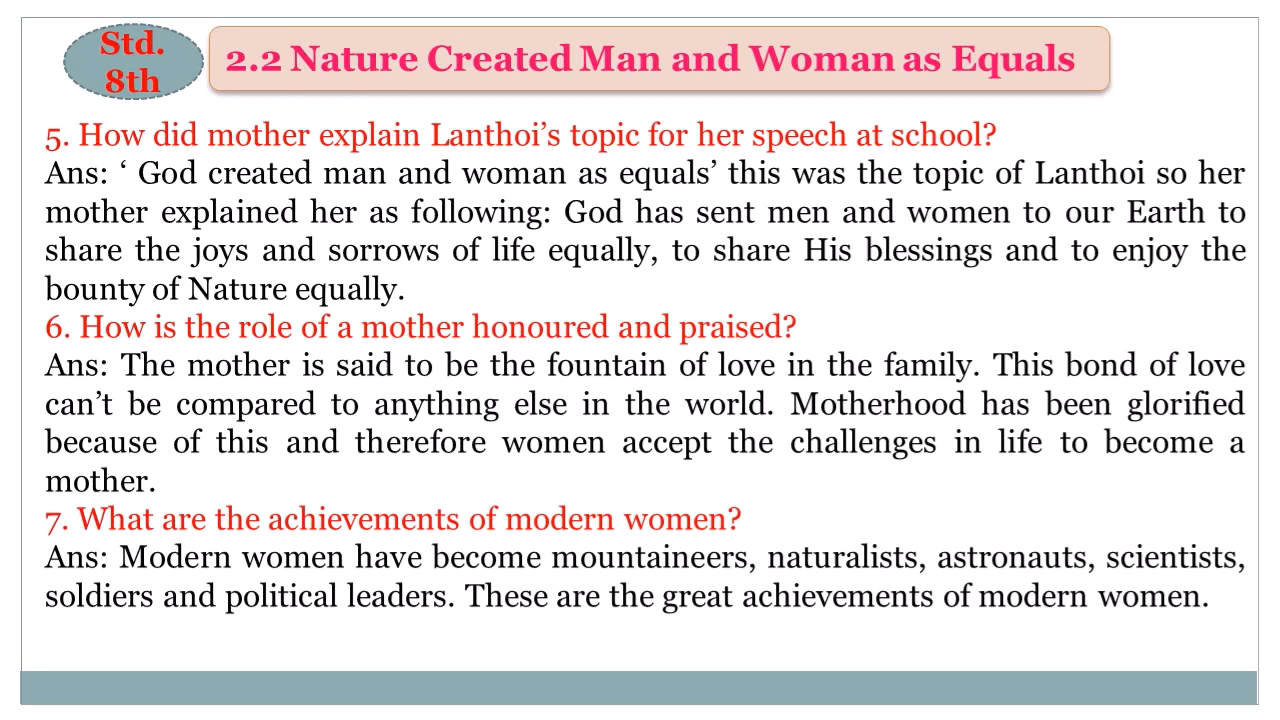 Std.
8th
2.2 Nature Created Man and Woman as Equals
5. How did mother explain Lanthoi’s topic for her speech at school?
Ans: ‘ God created man and woman as equals’ this was the topic of Lanthoi so her
mother explained her as following: God has sent men and women to our Earth to
share the joys and sorrows of life equally, to share His blessings and to enjoy the
bounty of Nature equally.
6. How is the role of a mother honoured and praised?
Ans: The mother is said to be the fountain of love in the family. This bond of love
can’t be compared to anything else in the world. Motherhood has been glorified
because of this and therefore women accept the challenges in life to become a
mother.
7. What are the achievements of modern women?
Ans: Modern women have become mountaineers, naturalists, astronauts, scientists,
soldiers and political leaders. These are the great achievements of modern women.